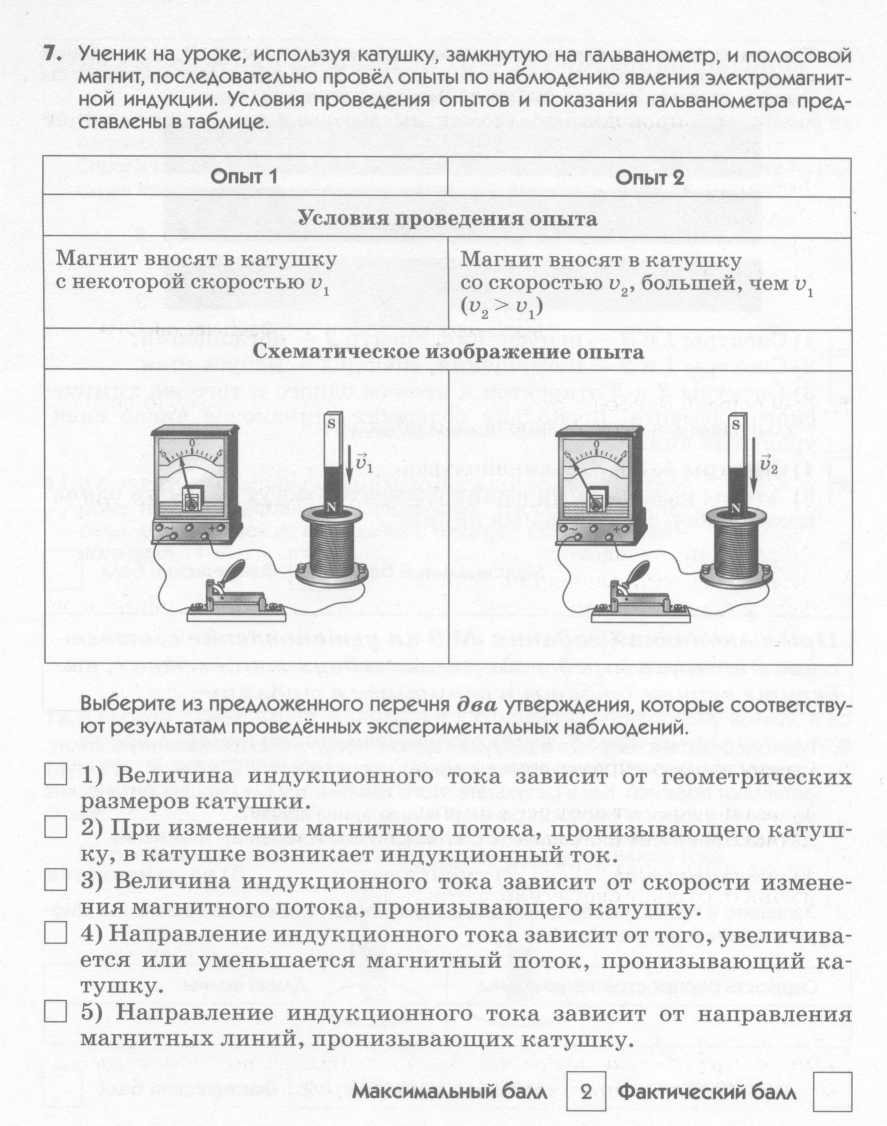 7. Ученик на уроке, используя катушку, замкнутую на гальванометр, и полосовой
магнит, последовательно провёл опыты по наблюдению явления электромагнит-
ной индукции. Условия проведения опытов и показания гальванометра пред-
ставлены в таблице.
Опыт 1
Опыт 2
Условия проведения опыта
Магнит вносят в катушку
с некоторой скоростью v₁
Магнит вносят в катушку
со скоростью v₂, большей, чем v₁
(v₂ > v₁)
Схематическое изображение опыта
0
S
N
v⃗₁
0
S
N
v⃗₂
Выберите из предложенного перечня два утверждения, которые соответству-
ют результатам проведённых экспериментальных наблюдений.
1) Величина индукционного тока зависит от геометрических
размеров катушки.
2) При изменении магнитного потока, пронизывающего катуш-
ку, в катушке возникает индукционный ток.
3) Величина индукционного тока зависит от скорости измене-
ния магнитного потока, пронизывающего катушку.
4) Направление индукционного тока зависит от того, увеличива-
ется или уменьшается магнитный поток, пронизывающий ка-
тушку.
5) Направление индукционного тока зависит от направления
магнитных линий, пронизывающих катушку.
Максимальный балл 2 Фактический балл